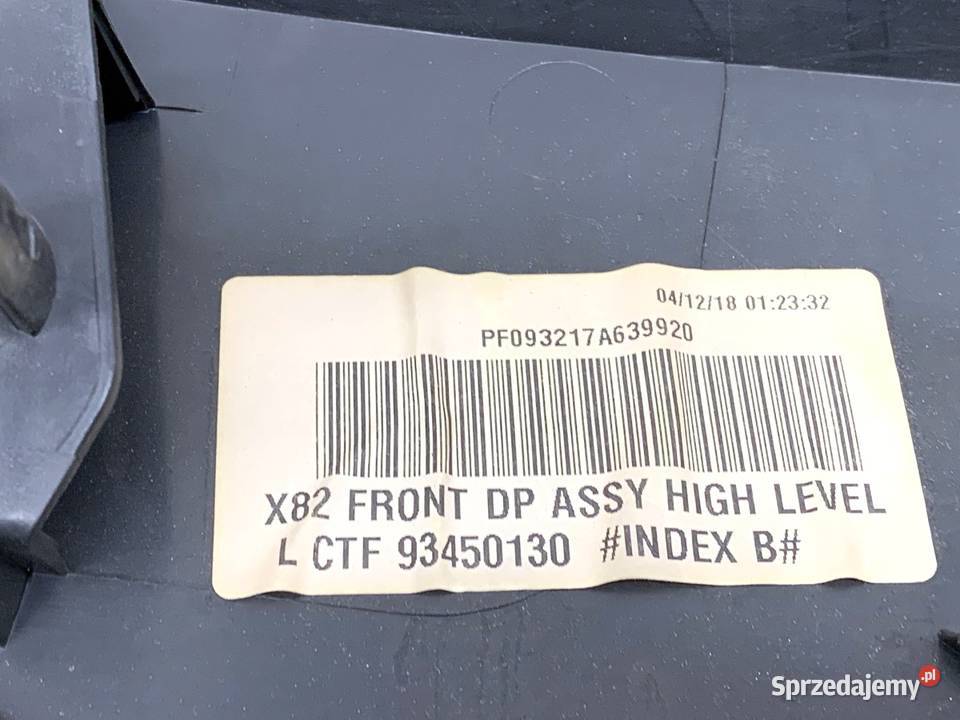 04/12/18 01:23:32
PF093217A639920
X82 FRONT DP ASSY HIGH LEVEL
L CTF 93450130 #INDEX B#
Sprzedajemy.pl